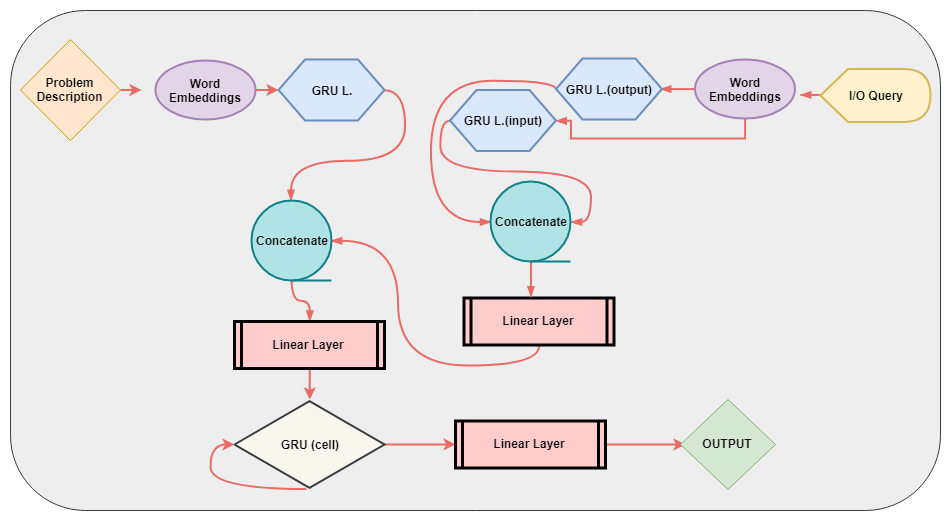 Problem
Description
Word
Embeddings
GRU L.
GRU L.(output)
GRU L.(input)
Word
Embeddings
I/O Query
Concatenate
Concatenate
Linear Layer
Linear Layer
GRU (cell)
Linear Layer
OUTPUT